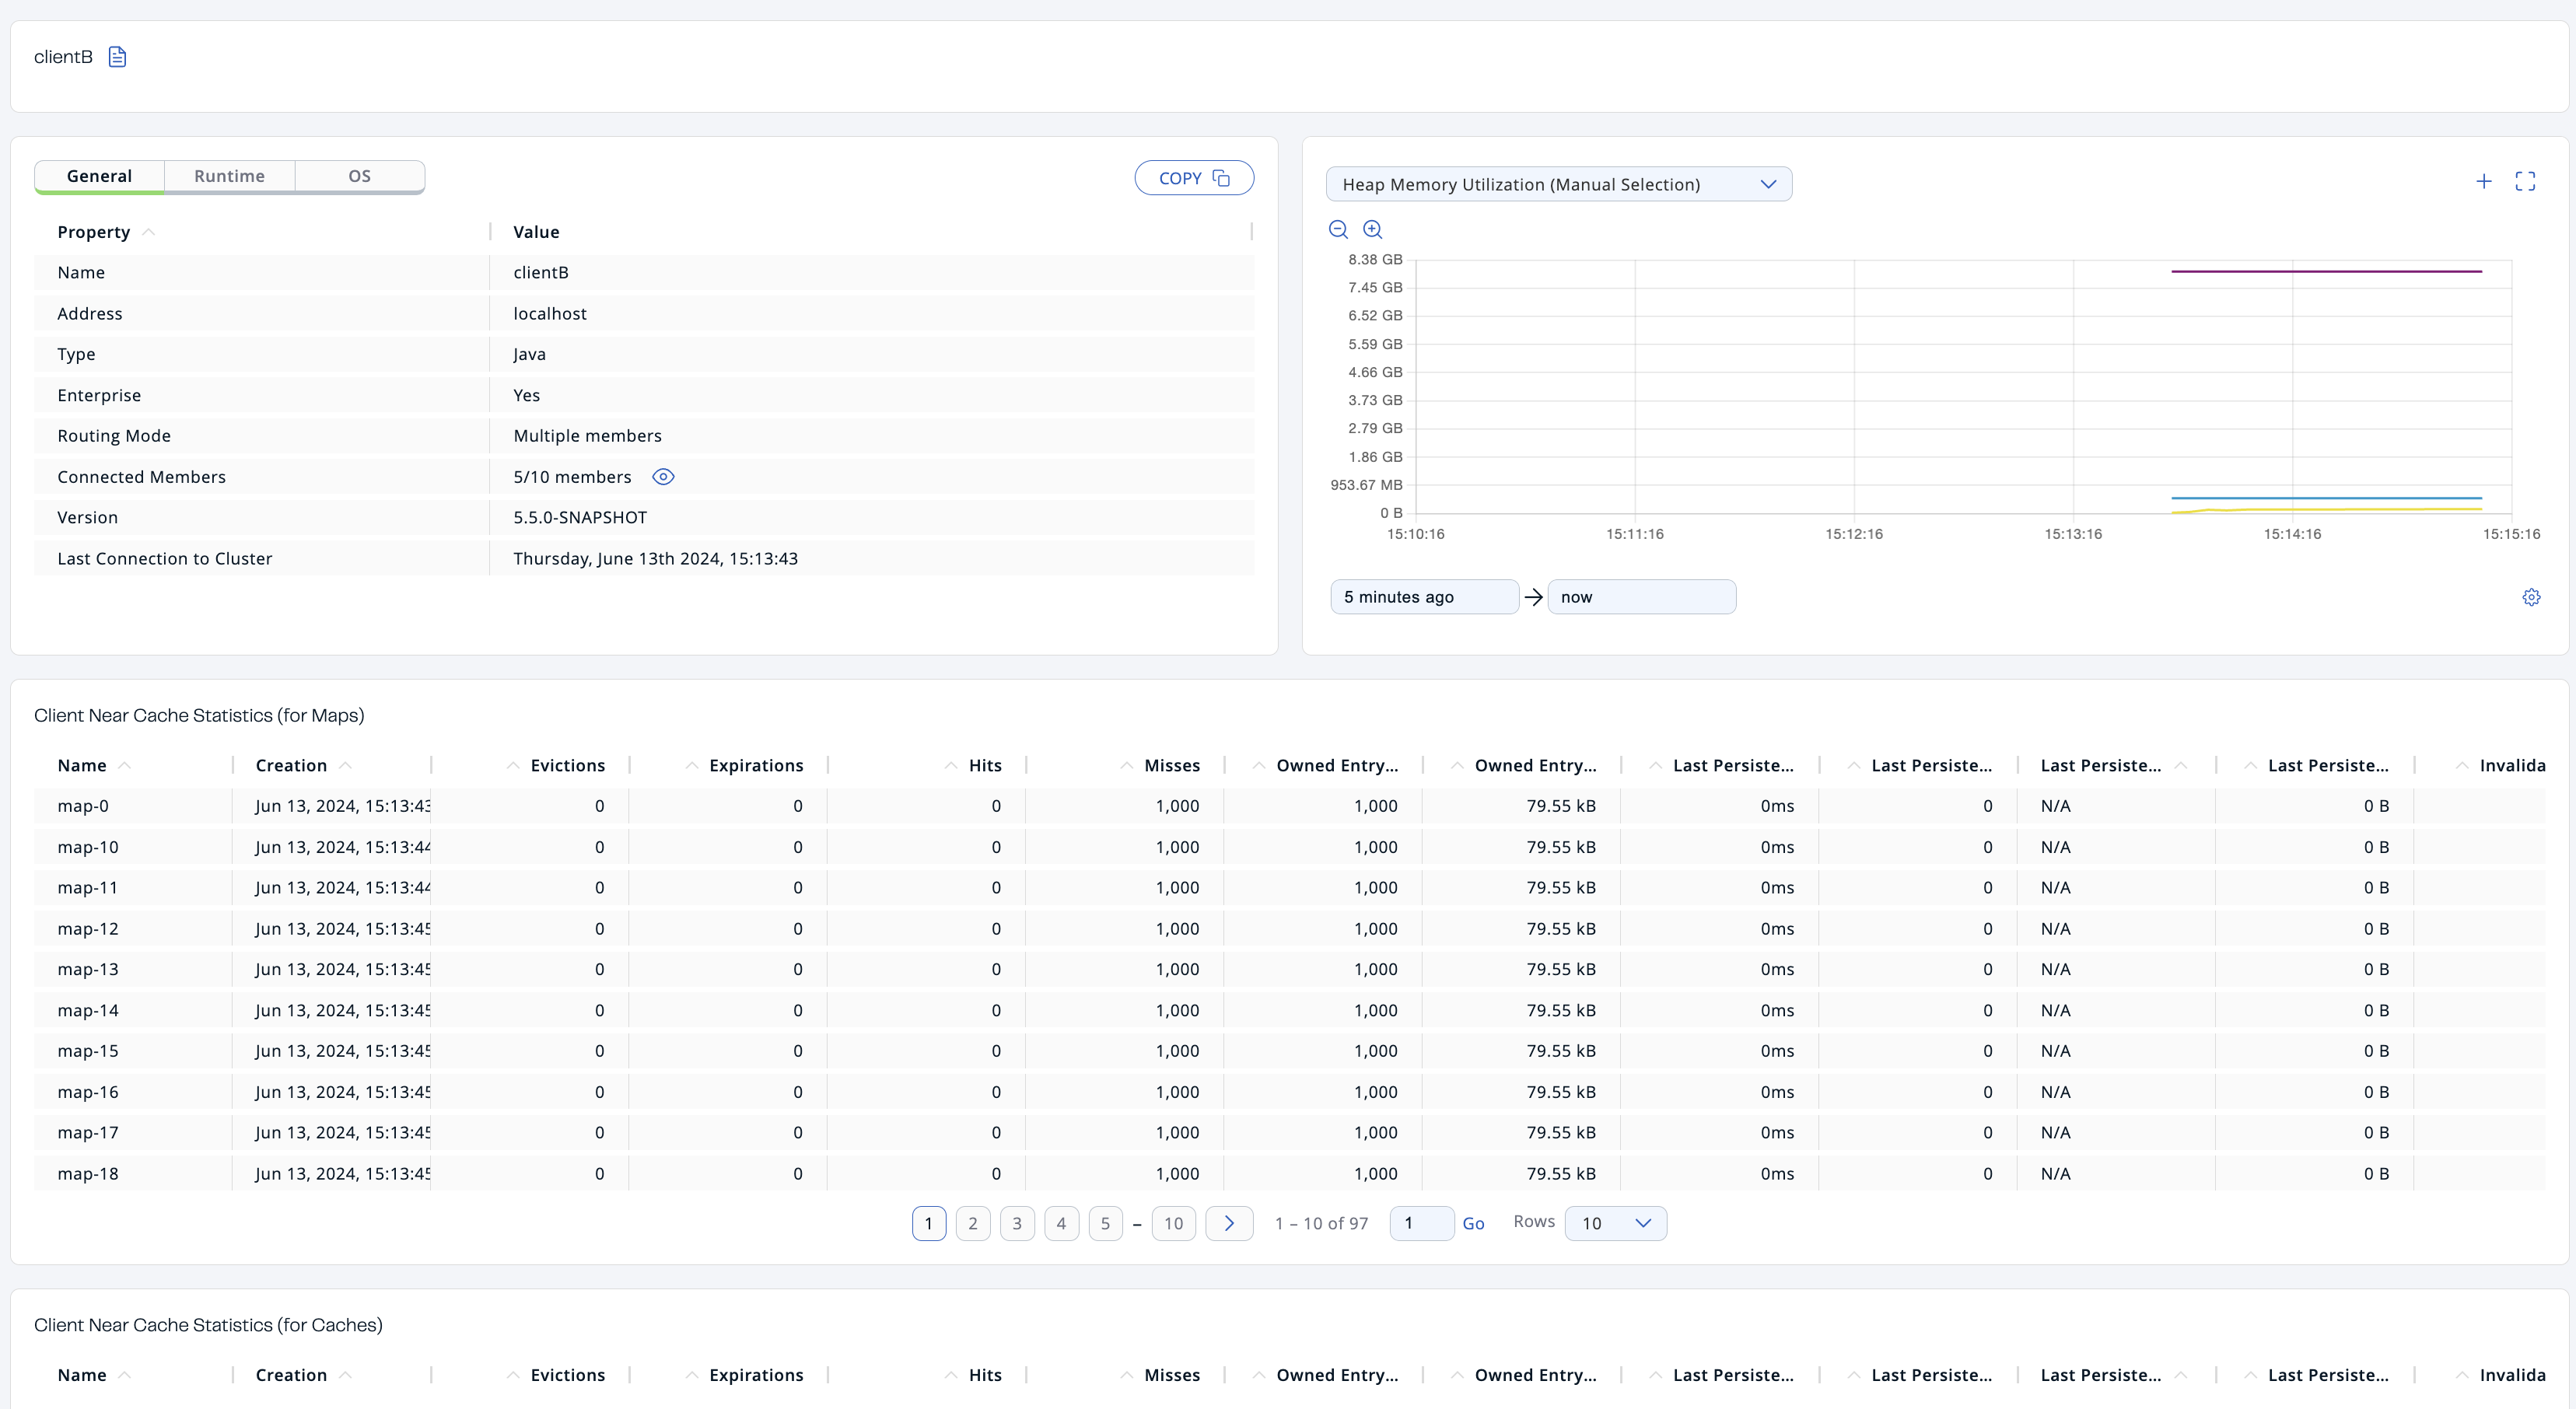 clientB
General Runtime OS COPY
Property Value
Name clientB
Address localhost
Type Java
Enterprise Yes
Routing Mode Multiple members
Connected Members 5/10 members
Version 5.5.0-SNAPSHOT
Last Connection to Cluster Thursday, June 13th 2024, 15:13:43
Heap Memory Utilization (Manual Selection)
8.38 GB
7.45 GB
6.52 GB
5.59 GB
4.66 GB
3.73 GB
2.79 GB
1.86 GB
953.67 MB
0 B
15:10:16 15:11:16 15:12:16 15:13:16 15:14:16 15:15:16
5 minutes ago → now
Client Near Cache Statistics (for Maps)
Name Creation Evictions Expirations Hits Misses Owned Entry... Owned Entry... Last Persiste... Last Persiste... Last Persiste... Last Persiste... Invalida
map-0 Jun 13, 2024, 15:13:43 0 0 0 1,000 1,000 79.55 kB 0ms 0 N/A 0 B
map-10 Jun 13, 2024, 15:13:44 0 0 0 1,000 1,000 79.55 kB 0ms 0 N/A 0 B
map-11 Jun 13, 2024, 15:13:44 0 0 0 1,000 1,000 79.55 kB 0ms 0 N/A 0 B
map-12 Jun 13, 2024, 15:13:45 0 0 0 1,000 1,000 79.55 kB 0ms 0 N/A 0 B
map-13 Jun 13, 2024, 15:13:45 0 0 0 1,000 1,000 79.55 kB 0ms 0 N/A 0 B
map-14 Jun 13, 2024, 15:13:45 0 0 0 1,000 1,000 79.55 kB 0ms 0 N/A 0 B
map-15 Jun 13, 2024, 15:13:45 0 0 0 1,000 1,000 79.55 kB 0ms 0 N/A 0 B
map-16 Jun 13, 2024, 15:13:45 0 0 0 1,000 1,000 79.55 kB 0ms 0 N/A 0 B
map-17 Jun 13, 2024, 15:13:45 0 0 0 1,000 1,000 79.55 kB 0ms 0 N/A 0 B
map-18 Jun 13, 2024, 15:13:45 0 0 0 1,000 1,000 79.55 kB 0ms 0 N/A 0 B
1 2 3 4 5 – 10 1 – 10 of 97 1 Go Rows 10
Client Near Cache Statistics (for Caches)
Name Creation Evictions Expirations Hits Misses Owned Entry... Owned Entry... Last Persiste... Last Persiste... Last Persiste... Last Persiste... Invalida